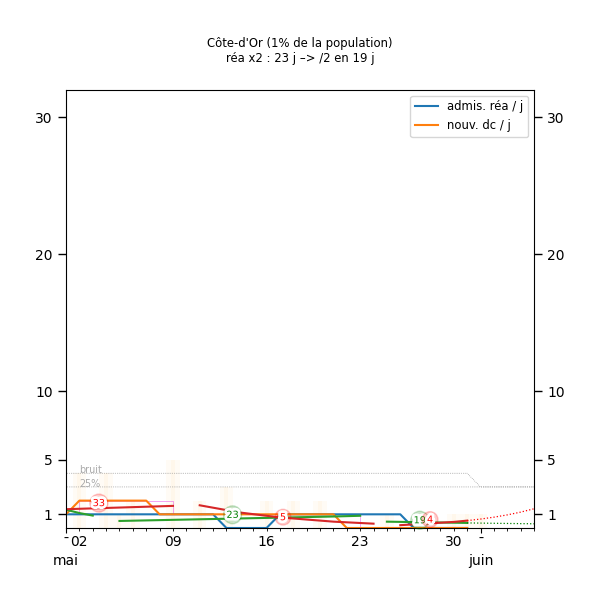 Côte-d'Or (1% de la population)
réa x2 : 23 j –> /2 en 19 j
admis. réa / j
nouv. dc / j
30 30
20 20
10 10
5 5
1 1
bruit
25%
33
23
5
19
4
02 09 16 23 30
mai juin